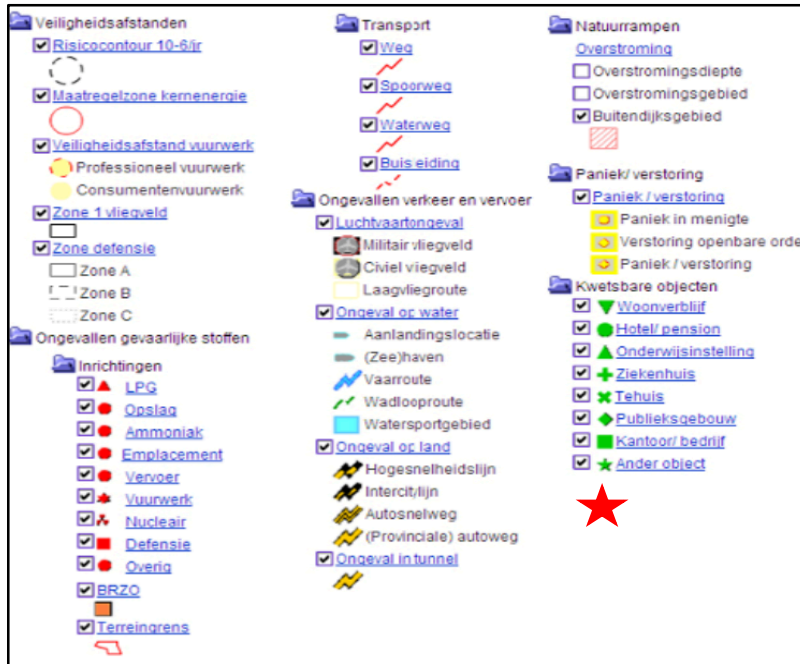 Veiligheidsafstanden
Risicocontour 10-6/jr
Maatregelzone kernenergie
Veiligheidsafstand vuurwerk
Professioneel vuurwerk
Consumentenvuurwerk
Zone 1 vliegveld
Zone defensie
Zone A
Zone B
Zone C
Ongevallen gevaarlijke stoffen
Inrichtingen
LPG
Opslag
Ammoniak
Emplacement
Vervoer
Vuurwerk
Nucleair
Defensie
Overig
BRZO
Terreingrens
Transport
Weg
Spoorweg
Waterweg
Buisleiding
Ongevallen verkeer en vervoer
Luchtvaartongeval
Militair vliegveld
Civiel vliegveld
Laagvliegroute
Ongeval op water
Aanlandingslocatie
(Zee)haven
Vaarroute
Wadlooproute
Watersportgebied
Ongeval op land
Hogesnelheidslijn
Intercitylijn
Autosnelweg
(Provinciale) autoweg
Ongeval in tunnel
Natuurrampen
Overstroming
Overstromingsdiepte
Overstromingsgebied
Buitendijksgebied
Paniek/ verstoring
Paniek / verstoring
Paniek in menigte
Verstoring openbare orde
Paniek / verstoring
Kwetsbare objecten
Woonverblijf
Hotel/ pension
Onderwijsinstelling
Ziekenhuis
Tehuis
Publieksgebouw
Kantoor/ bedrijf
Ander object